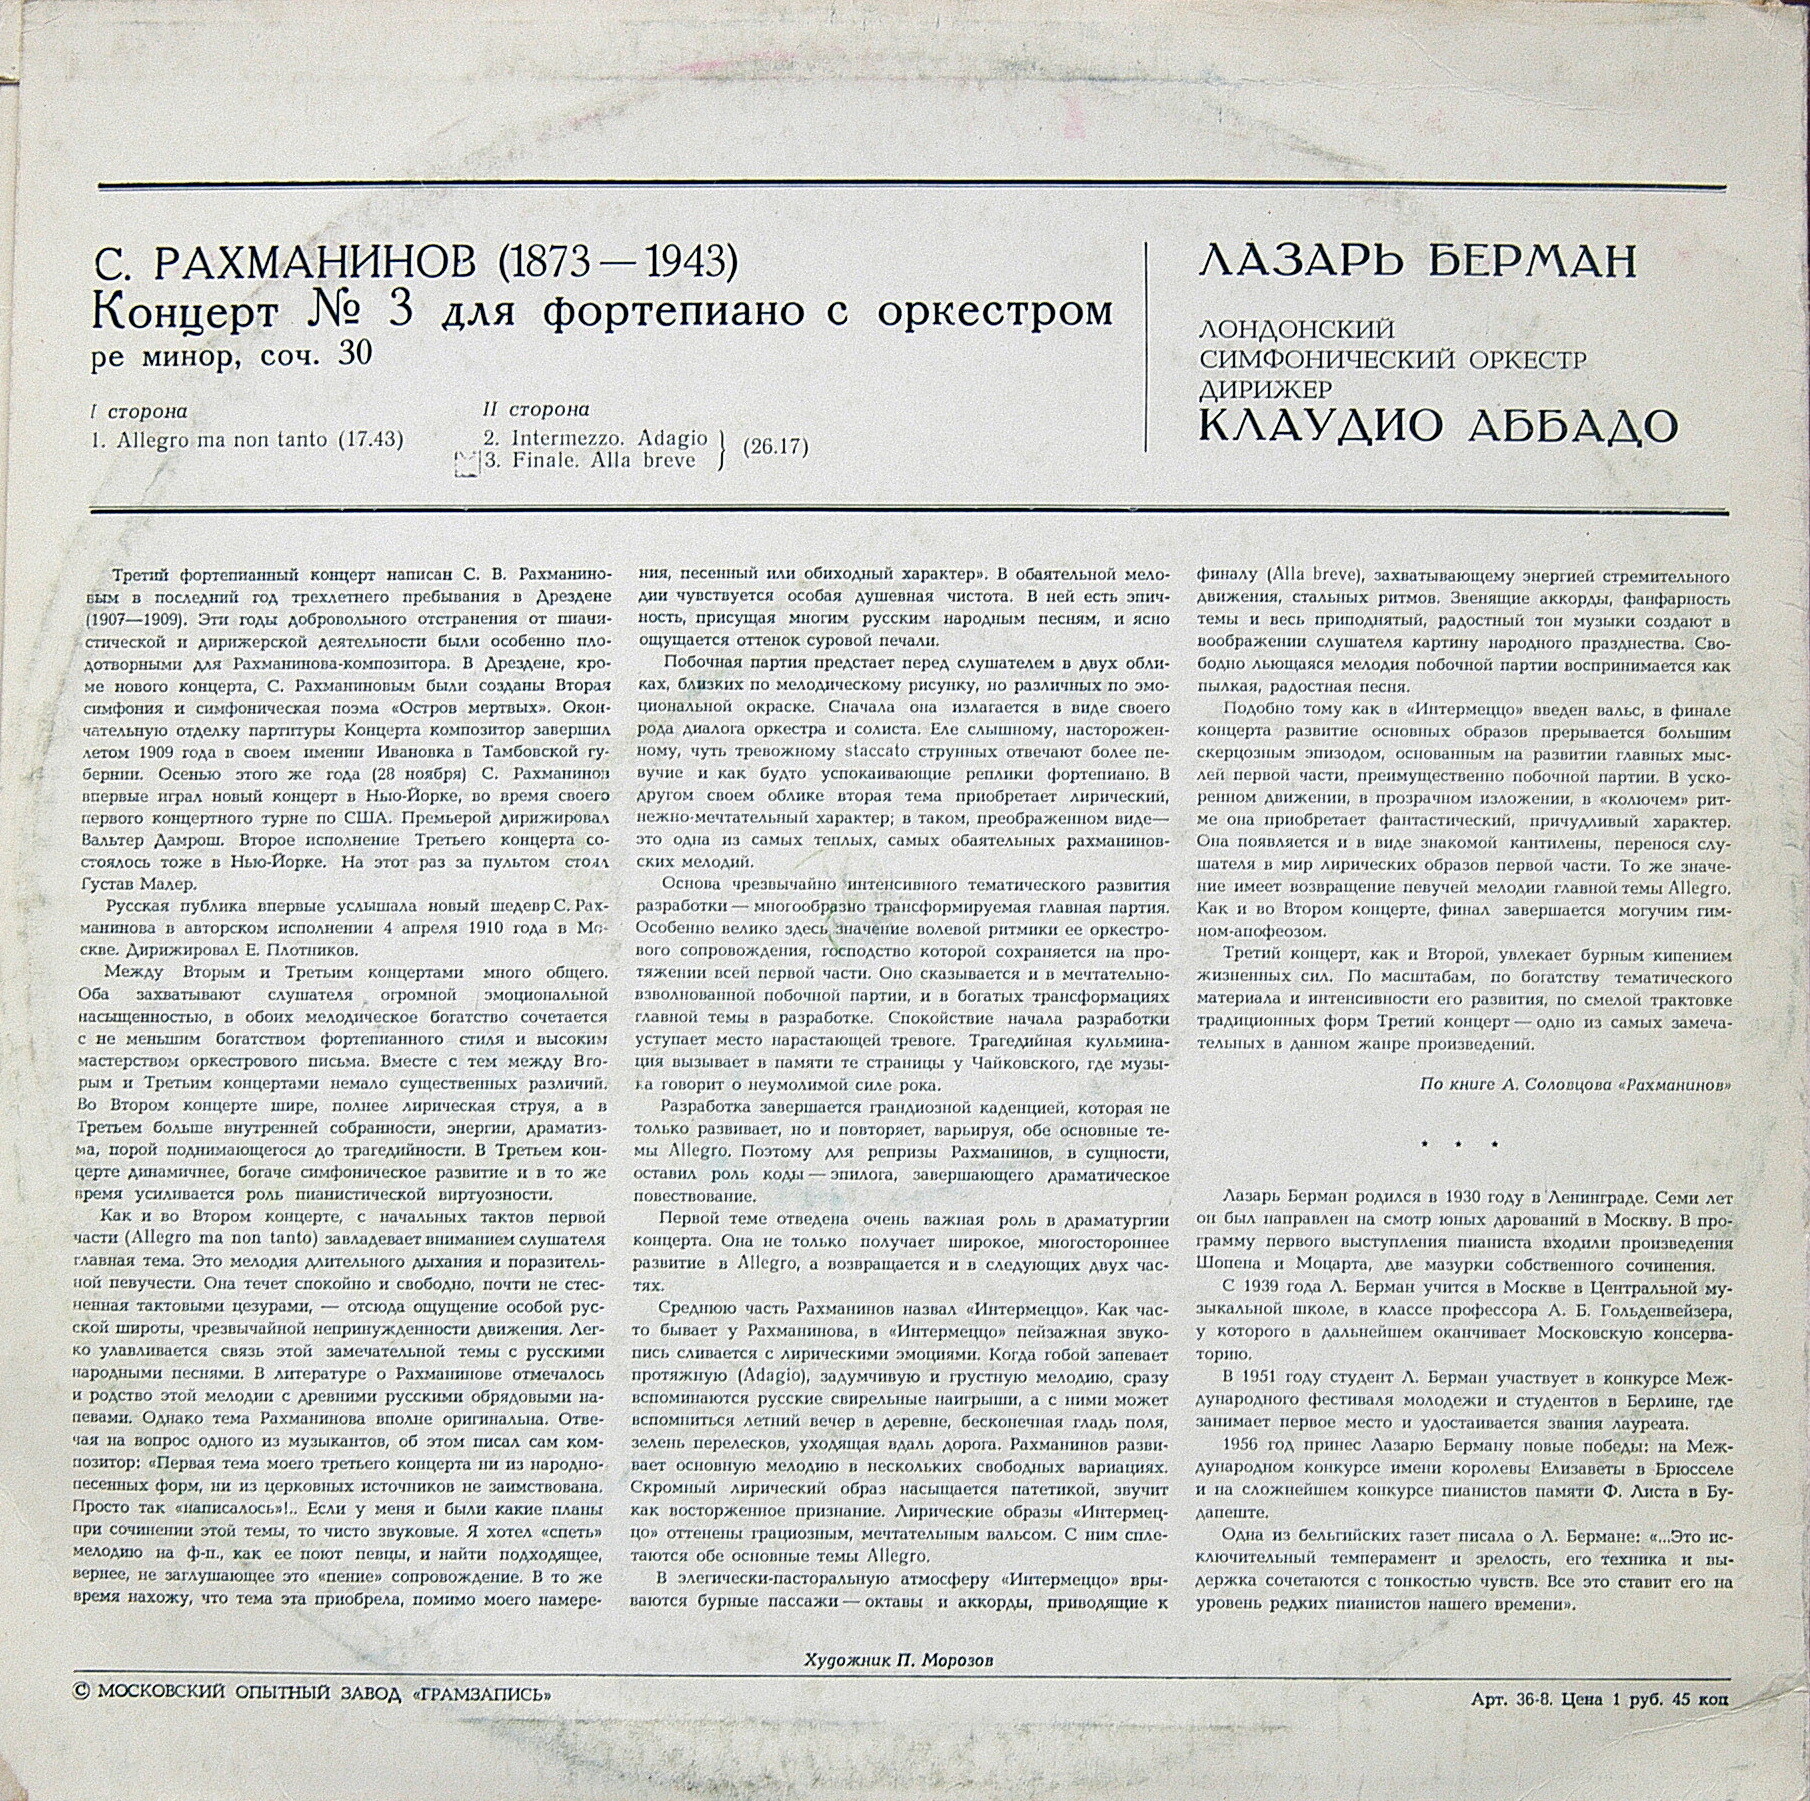 С. РАХМАНИНОВ (1873—1943)
Концерт № 3 для фортепиано с оркестром
ре минор, соч. 30
I сторона
1. Allegro ma non tanto (17.43)
II сторона
2. Intermezzo. Adagio
3. Finale. Alla breve
(26.17)
ЛАЗАРЬ БЕРМАН
ЛОНДОНСКИЙ
СИМФОНИЧЕСКИЙ ОРКЕСТР
ДИРИЖЕР
КЛАУДИО АББАДО
Третий фортепианный концерт написан С. В. Рахманино-
вым в последний год трехлетнего пребывания в Дрездене
(1907—1909). Эти годы добровольного отстранения от пиани-
стической и дирижерской деятельности были особенно пло-
дотворными для Рахманинова-композитора. В Дрездене, кро-
ме нового концерта, С. Рахманиновым были созданы Вторая
симфония и симфоническая поэма «Остров мертвых». Окон-
чательную отделку партитуры Концерта композитор завершил
летом 1909 года в своем имении Ивановка в Тамбовской гу-
бернии. Осенью этого же года (28 ноября) С. Рахманинов
впервые играл новый концерт в Нью-Йорке, во время своего
первого концертного турне по США. Премьерой дирижировал
Вальтер Дамрош. Второе исполнение Третьего концерта со-
стоялось тоже в Нью-Йорке. На этот раз за пультом стоял
Густав Малер.
Русская публика впервые услышала новый шедевр С. Рах-
манинова в авторском исполнении 4 апреля 1910 года в Мо-
скве. Дирижировал Е. Плотников.
Между Вторым и Третьим концертами много общего.
Оба захватывают слушателя огромной эмоциональной
насыщенностью, в обоих мелодическое богатство сочетается
с не меньшим богатством фортепианного стиля и высоким
мастерством оркестрового письма. Вместе с тем между Вто-
рым и Третьим концертами немало существенных различий.
Во Втором концерте шире, полнее лирическая струя, а в
Третьем больше внутренней собранности, энергии, драматиз-
ма, порой поднимающегося до трагедийности. В Третьем кон-
церте динамичнее, богаче симфоническое развитие и в то же
время усиливается роль пианистической виртуозности.
Как и во Втором концерте, с начальных тактов первой
части (Allegro ma non tanto) завладевает вниманием слушателя
главная тема. Это мелодия длительного дыхания и поразитель-
ной певучести. Она течет спокойно и свободно, почти не стес-
ненная тактовыми цезурами, — отсюда ощущение особой рус-
ской широты, чрезвычайной непринужденности движения. Лег-
ко улавливается связь этой замечательной темы с русскими
народными песнями. В литературе о Рахманинове отмечалось
и родство этой мелодии с древними русскими обрядовыми на-
певами. Однако тема Рахманинова вполне оригинальна. Отве-
чая на вопрос одного из музыкантов, об этом писал сам ком-
позитор: «Первая тема моего третьего концерта ни из народно-
песенных форм, ни из церковных источников не заимствована.
Просто так «написалось»!.. Если у меня и были какие планы
при сочинении этой темы, то чисто звуковые. Я хотел «спеть»
мелодию на ф-п., как ее поют певцы, и найти подходящее,
вернее, не заглушающее это «пение» сопровождение. В то же
время нахожу, что тема эта приобрела, помимо моего намере-
ния, песенный или обиходный характер». В обаятельной мело-
дии чувствуется особая душевная чистота. В ней есть эпич-
ность, присущая многим русским народным песням, и ясно
ощущается оттенок суровой печали.
Побочная партия предстает перед слушателем в двух обли-
ках, близких по мелодическому рисунку, но различных по эмо-
циональной окраске. Сначала она излагается в виде своего
рода диалога оркестра и солиста. Еле слышному, насторожен-
ному, чуть тревожному staccato струнных отвечают более пе-
вучие и как будто успокаивающие реплики фортепиано. В
другом своем облике вторая тема приобретает лирический,
нежно-мечтательный характер; в таком, преображенном виде—
это одна из самых теплых, самых обаятельных рахманинов-
ских мелодий.
Основа чрезвычайно интенсивного тематического развития
разработки — многообразно трансформируемая главная партия.
Особенно велико здесь значение волевой ритмики ее оркестро-
вого сопровождения, господство которой сохраняется на про-
тяжении всей первой части. Оно сказывается и в мечтательно-
взволнованной побочной партии, и в богатых трансформациях
главной темы в разработке. Спокойствие начала разработки
уступает место нарастающей тревоге. Трагедийная кульмина-
ция вызывает в памяти те страницы у Чайковского, где музы-
ка говорит о неумолимой силе рока.
Разработка завершается грандиозной каденцией, которая не
только развивает, но и повторяет, варьируя, обе основные те-
мы Allegro. Поэтому для репризы Рахманинов, в сущности,
оставил роль коды — эпилога, завершающего драматическое
повествование.
Первой теме отведена очень важная роль в драматургии
концерта. Она не только получает широкое, многостороннее
развитие в Allegro, а возвращается и в следующих двух час-
тях.
Среднюю часть Рахманинов назвал «Интермеццо». Как час-
то бывает у Рахманинова, в «Интермеццо» пейзажная звуко-
пись сливается с лирическими эмоциями. Когда гобой запевает
протяжную (Adagio), задумчивую и грустную мелодию, сразу
вспоминаются русские свирельные наигрыши, а с ними может
вспомниться летний вечер в деревне, бесконечная гладь поля,
зелень перелесков, уходящая вдаль дорога. Рахманинов разви-
вает основную мелодию в нескольких свободных вариациях.
Скромный лирический образ насыщается патетикой, звучит
как восторженное признание. Лирические образы «Интермец-
цо» оттенены грациозным, мечтательным вальсом. С ним спле-
таются обе основные темы Allegro.
В элегически-пасторальную атмосферу «Интермеццо» вры-
ваются бурные пассажи — октавы и аккорды, приводящие к
финалу (Alla breve), захватывающему энергией стремительного
движения, стальных ритмов. Звенящие аккорды, фанфарность
темы и весь приподнятый, радостный тон музыки создают в
воображении слушателя картину народного празднества. Сво-
бодно льющаяся мелодия побочной партии воспринимается как
пылкая, радостная песня.
Подобно тому как в «Интермеццо» введен вальс, в финале
концерта развитие основных образов прерывается большим
скерцозным эпизодом, основанным на развитии главных мыс-
лей первой части, преимущественно побочной партии. В уско-
ренном движении, в прозрачном изложении, в «колючем» рит-
ме она приобретает фантастический, причудливый характер.
Она появляется и в виде знакомой кантилены, перенося слу-
шателя в мир лирических образов первой части. То же значе-
ние имеет возвращение певучей мелодии главной темы Allegro.
Как и во Втором концерте, финал завершается могучим гим-
ном-апофеозом.
Третий концерт, как и Второй, увлекает бурным кипением
жизненных сил. По масштабам, по богатству тематического
материала и интенсивности его развития, по смелой трактовке
традиционных форм Третий концерт — одно из самых замеча-
тельных в данном жанре произведений.
По книге А. Соловцова «Рахманинов»
* * *
Лазарь Берман родился в 1930 году в Ленинграде. Семи лет
он был направлен на смотр юных дарований в Москву. В про-
грамму первого выступления пианиста входили произведения
Шопена и Моцарта, две мазурки собственного сочинения.
С 1939 года Л. Берман учится в Москве в Центральной му-
зыкальной школе, в классе профессора А. Б. Гольденвейзера,
у которого в дальнейшем оканчивает Московскую консерва-
торию.
В 1951 году студент Л. Берман участвует в конкурсе Меж-
дународного фестиваля молодежи и студентов в Берлине, где
занимает первое место и удостаивается звания лауреата.
1956 год принес Лазарю Берману новые победы: на Меж-
дународном конкурсе имени королевы Елизаветы в Брюсселе
и на сложнейшем конкурсе пианистов памяти Ф. Листа в Бу-
дапеште.
Одна из бельгийских газет писала о Л. Бермане: «...Это ис-
ключительный темперамент и зрелость, его техника и вы-
держка сочетаются с тонкостью чувств. Все это ставит его на
уровень редких пианистов нашего времени».
Художник П. Морозов
© МОСКОВСКИЙ ОПЫТНЫЙ ЗАВОД «ГРАМЗАПИСЬ»
Арт. 36-8. Цена 1 руб. 45 коп